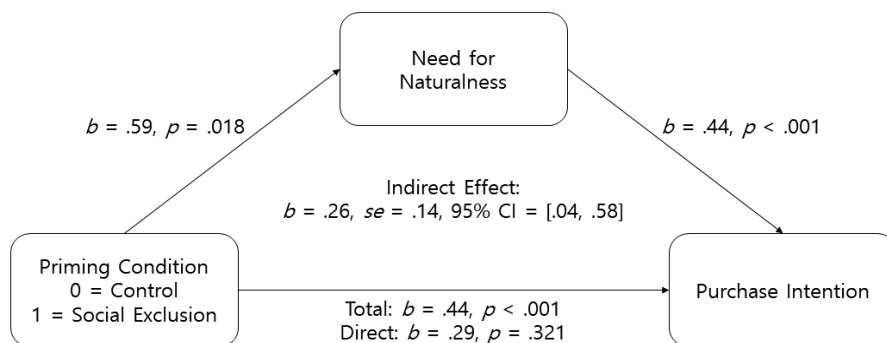 Need for
Naturalness
b = .59, p = .018
b = .44, p < .001
Indirect Effect:
b = .26, se = .14, 95% CI = [.04, .58]
Priming Condition
0 = Control
1 = Social Exclusion
Purchase Intention
Total: b = .44, p < .001
Direct: b = .29, p = .321